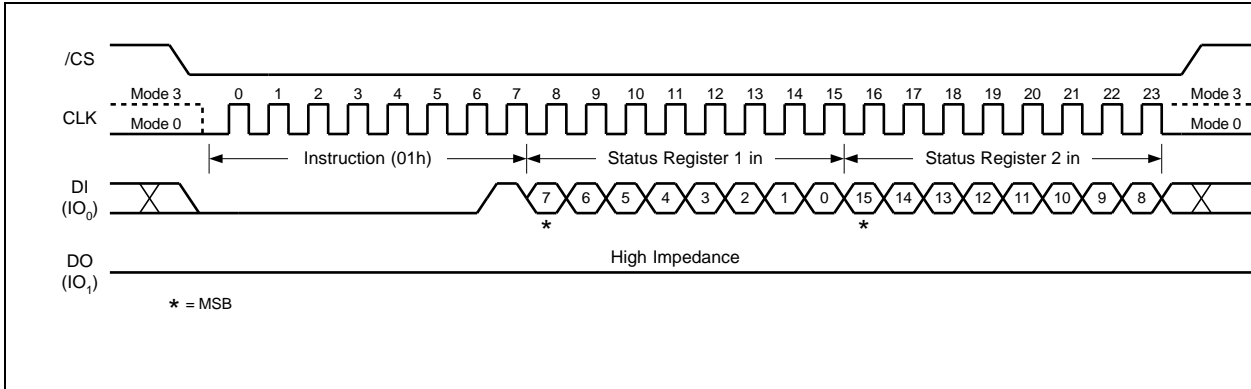 /CS
Mode 3 0 1 2 3 4 5 6 7 8 9 10 11 12 13 14 15 16 17 18 19 20 21 22 23 Mode 3
CLK
Mode 0 Mode 0
Instruction (01h) Status Register 1 in Status Register 2 in
DI
(IO₀) 7 6 5 4 3 2 1 0 15 14 13 12 11 10 9 8
* *
High Impedance
DO
(IO₁)
* = MSB